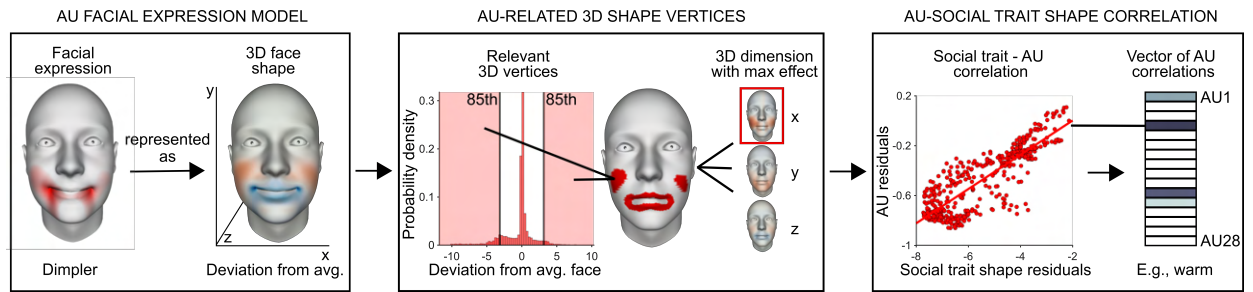 AU FACIAL EXPRESSION MODEL
Facial
expression
3D face
shape
y
represented
as
z
x
Dimpler
Deviation from avg.
AU-RELATED 3D SHAPE VERTICES
Relevant
3D vertices
3D dimension
with max effect
85th
85th
Probability density
0.3
0.2
0.1
0
-10
-5
0
5
10
Deviation from avg. face
x
y
z
AU-SOCIAL TRAIT SHAPE CORRELATION
Social trait - AU
correlation
Vector of AU
correlations
AU residuals
0.2
-0.2
-0.6
-1
-8
-6
-4
-2
Social trait shape residuals
AU1
AU28
E.g., warm